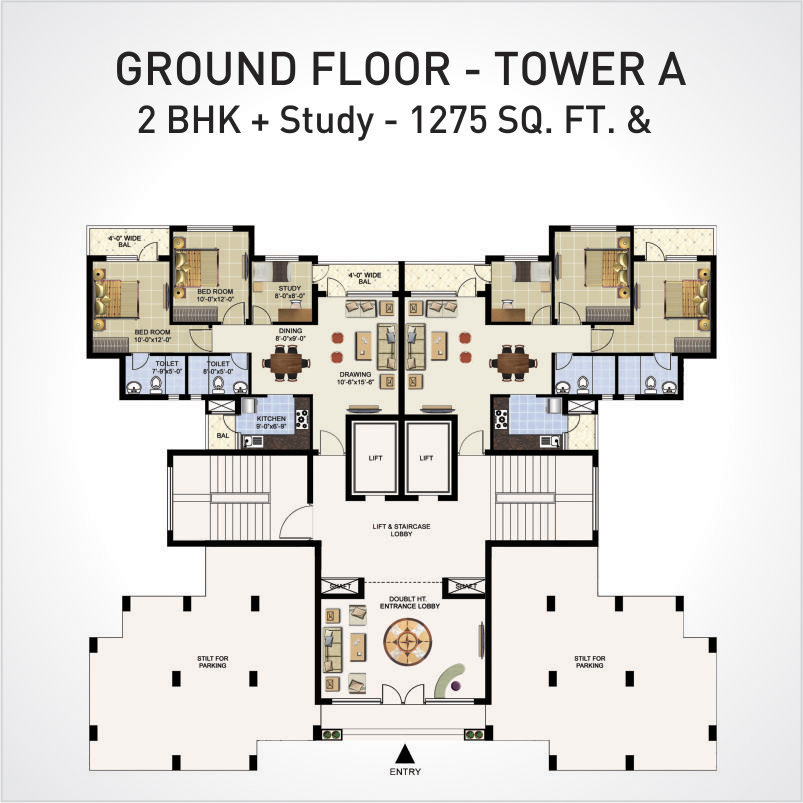 GROUND FLOOR - TOWER A
2 BHK + Study - 1275 SQ. FT. &
4'-0" WIDE
BAL
BED ROOM
10'-0"x12'-0"
STUDY
8'-0"x8'-0"
4'-0" WIDE
BAL
BED ROOM
10'-0"x12'-0"
DINING
8'-0"x9'-0"
TOILET
7'-9"x5'-0"
TOILET
8'-0"x5'-0"
DRAWING
10'-6"x15'-6"
KITCHEN
9'-0"x6'-9"
BAL
LIFT
LIFT
LIFT & STAIRCASE
LOBBY
SHAFT
SHAFT
DOUBLT HT.
ENTRANCE LOBBY
STILT FOR
PARKING
STILT FOR
PARKING
ENTRY